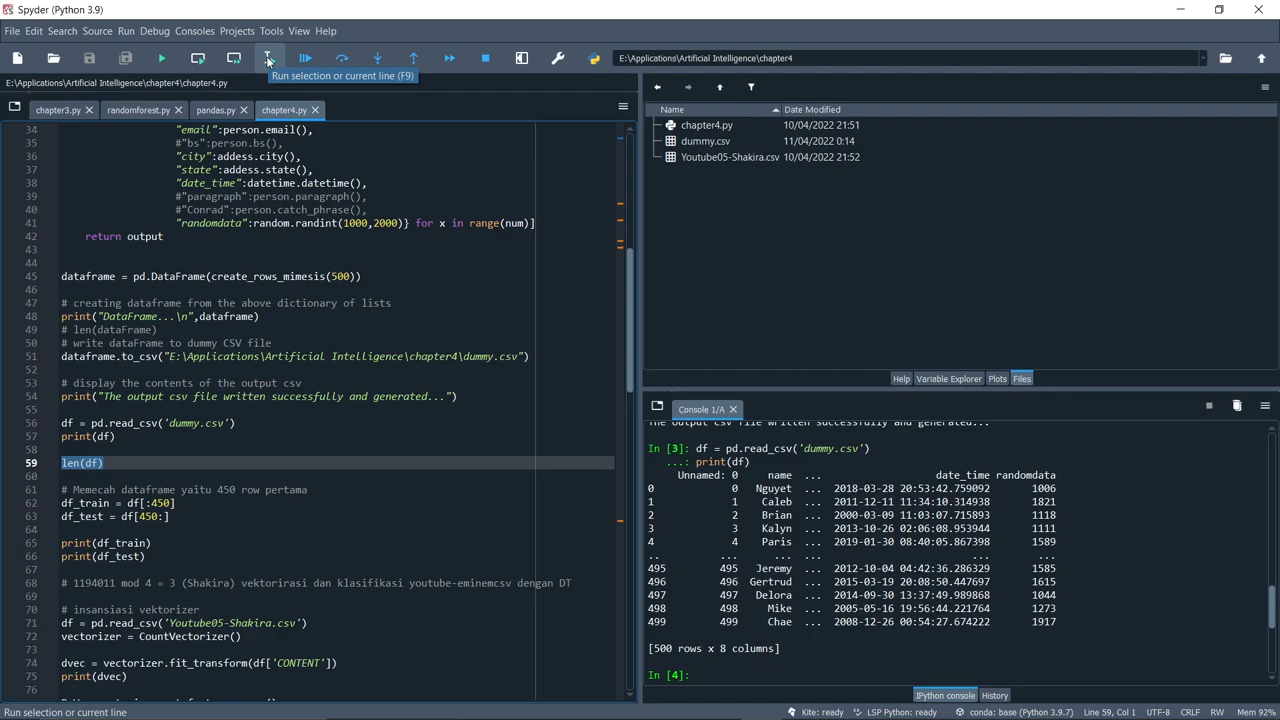 Spyder (Python 3.9)
File Edit Search Source Run Debug Consoles Projects Tools View Help
E:\Applications\Artificial Intelligence\chapter4
Run selection or current line (F9)
E:\Applications\Artificial Intelligence\chapter4\chapter4.py
chapter3.py randomforest.py pandas.py chapter4.py
34 "email":person.email(),
35 #"bs":person.bs(),
36 "city":addess.city(),
37 "state":addess.state(),
38 "date_time":datetime.datetime(),
39 #"paragraph":person.paragraph(),
40 #"Conrad":person.catch_phrase(),
41 "randomdata":random.randint(1000,2000)} for x in range(num)]
42 return output
43
44
45 dataframe = pd.DataFrame(create_rows_mimesis(500))
46
47 # creating dataframe from the above dictionary of lists
48 print("DataFrame...\n",dataframe)
49 # len(dataFrame)
50 # write dataFrame to dummy CSV file
51 dataframe.to_csv("E:\Applications\Artificial Intelligence\chapter4\dummy.csv")
52
53 # display the contents of the output csv
54 print("The output csv file written successfully and generated...")
55
56 df = pd.read_csv('dummy.csv')
57 print(df)
58
59 len(df)
60
61 # Memecah dataframe yaitu 450 row pertama
62 df_train = df[:450]
63 df_test = df[450:]
64
65 print(df_train)
66 print(df_test)
67
68 # 1194011 mod 4 = 3 (Shakira) vektorirasi dan klasifikasi youtube-eminemcsv dengan DT
69
70 # insansiasi vektorizer
71 df = pd.read_csv('Youtube05-Shakira.csv')
72 vectorizer = CountVectorizer()
73
74 dvec = vectorizer.fit_transform(df['CONTENT'])
75 print(dvec)
76
Name Date Modified
chapter4.py 10/04/2022 21:51
dummy.csv 11/04/2022 0:14
Youtube05-Shakira.csv 10/04/2022 21:52
Help Variable Explorer Plots Files
Console 1/A
The output csv file written successfully and generated...
In [3]: df = pd.read_csv('dummy.csv')
...: print(df)
Unnamed: 0 name ... date_time randomdata
0 0 Nguyet ... 2018-03-28 20:53:42.759092 1006
1 1 Caleb ... 2011-12-11 11:34:10.314938 1821
2 2 Brian ... 2000-03-09 11:03:07.715893 1118
3 3 Kalyn ... 2013-10-26 02:06:08.953944 1111
4 4 Paris ... 2019-01-30 08:40:05.867398 1589
.. ... ... ... ... ...
495 495 Jeremy ... 2012-10-04 04:42:36.286329 1585
496 496 Gertrud ... 2015-03-19 20:08:50.447697 1615
497 497 Delora ... 2009-10-30 13:37:49.989868 1044
498 498 Mike ... 2005-05-16 19:56:44.221764 1273
499 499 Chae ... 2008-12-26 00:54:27.674222 1917
[500 rows x 8 columns]
In [4]:
IPython console History
Run selection or current line
Kite: ready LSP Python: ready conda: base (Python 3.9.7) Line 59, Col 1 UTF-8 CRLF RW Mem 92%